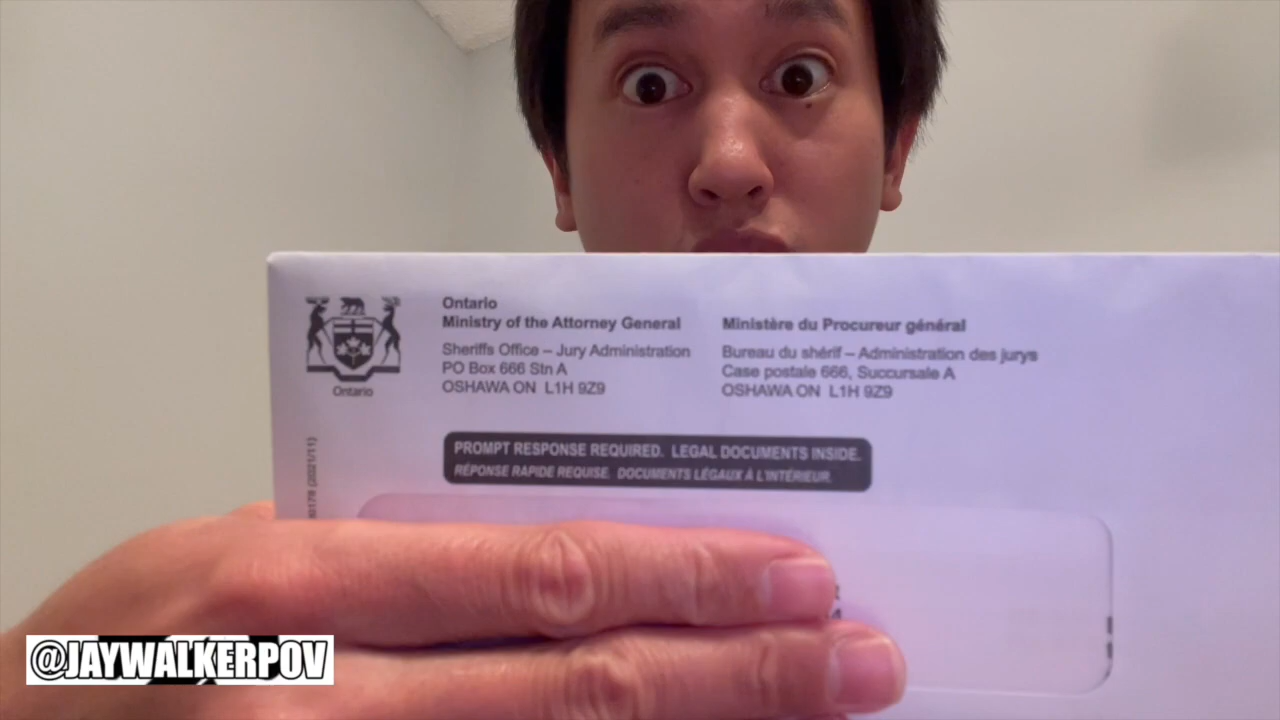 Ontario
Ministry of the Attorney General
Sheriffs Office – Jury Administration
PO Box 666 Stn A
OSHAWA ON L1H 9Z9
Ministère du Procureur général
Bureau du shérif – Administration des jurys
Case postale 666, Succursale A
OSHAWA ON L1H 9Z9
Ontario
PROMPT RESPONSE REQUIRED. LEGAL DOCUMENTS INSIDE.
RÉPONSE RAPIDE REQUISE. DOCUMENTS LÉGAUX À L'INTÉRIEUR.
(2021/11)
@JAYWALKERPOV